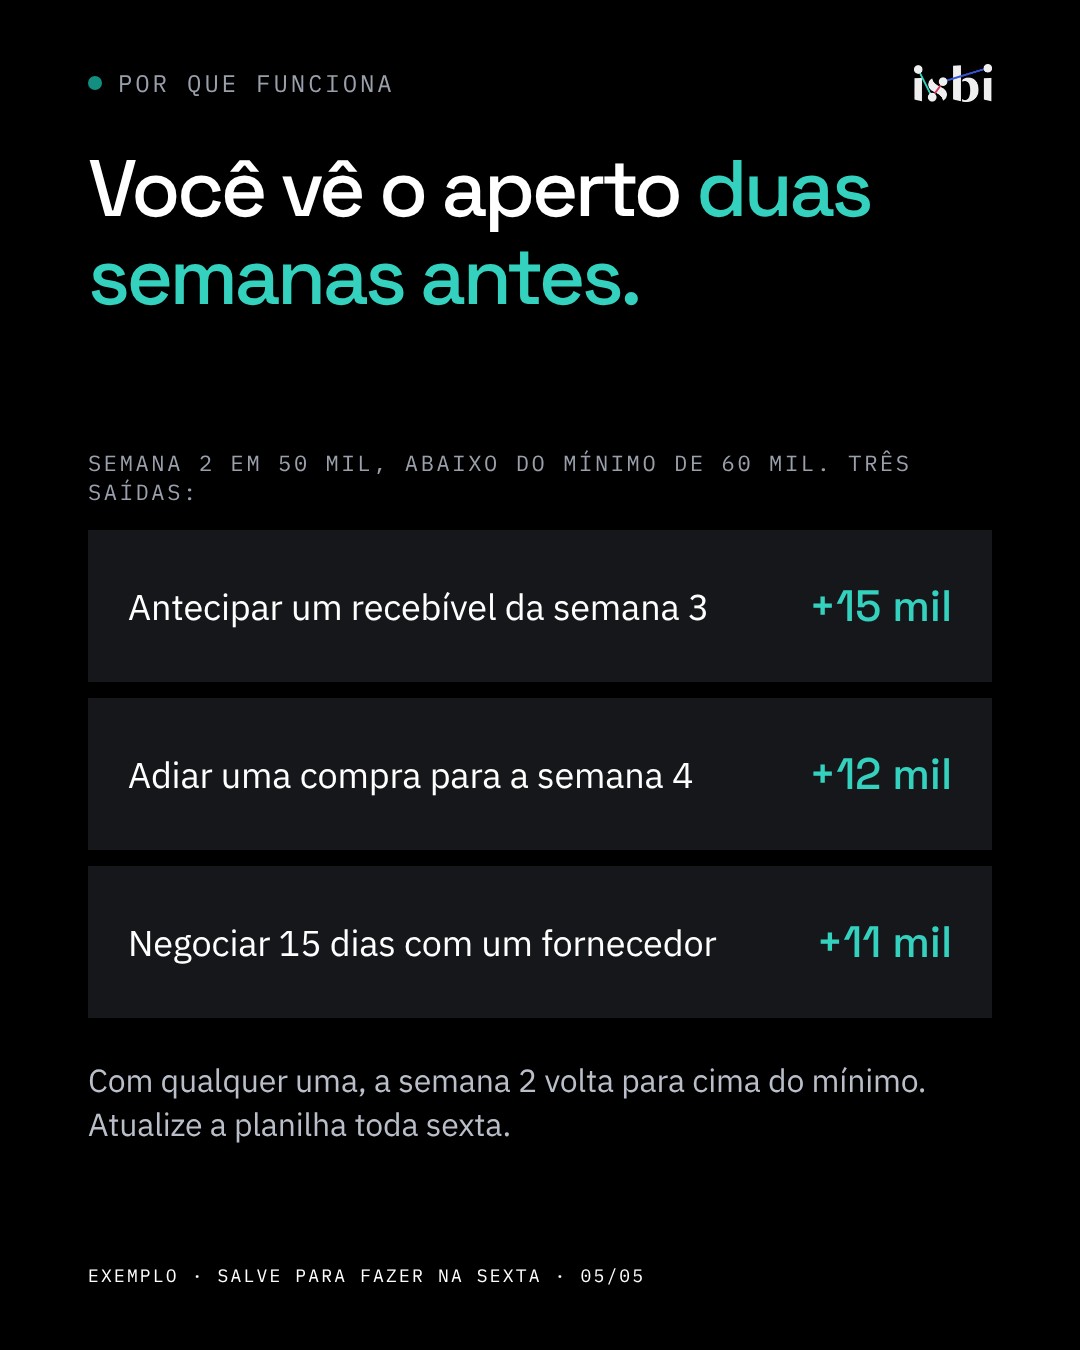 POR QUE FUNCIONA
isbi
Você vê o aperto duas
semanas antes.
SEMANA 2 EM 50 MIL, ABAIXO DO MÍNIMO DE 60 MIL. TRÊS
SAÍDAS:
Antecipar um recebível da semana 3 +15 mil
Adiar uma compra para a semana 4 +12 mil
Negociar 15 dias com um fornecedor +11 mil
Com qualquer uma, a semana 2 volta para cima do mínimo.
Atualize a planilha toda sexta.
EXEMPLO · SALVE PARA FAZER NA SEXTA · 05/05